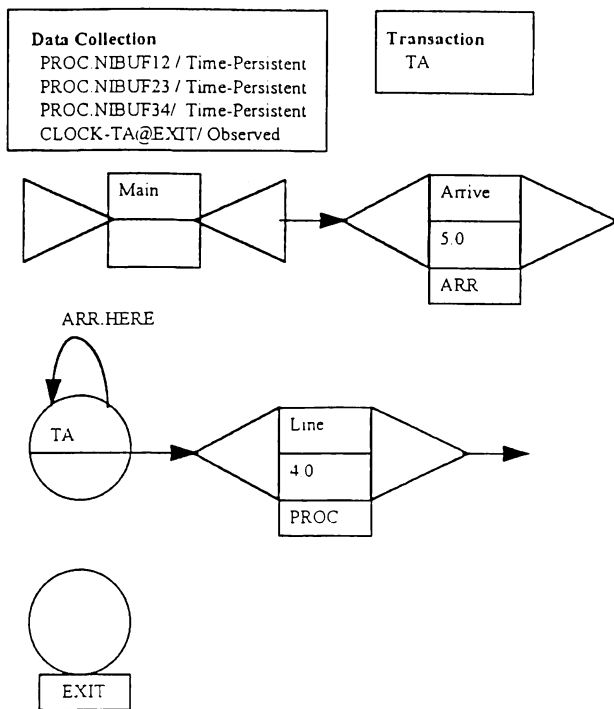 Data Collection
PROC.NIBUF12 / Time-Persistent
PROC.NIBUF23 / Time-Persistent
PROC.NIBUF34/ Time-Persistent
CLOCK-TA@EXIT/ Observed
Transaction
TA
Main
Arrive
5.0
ARR
ARR.HERE
TA
Line
4.0
PROC
EXIT